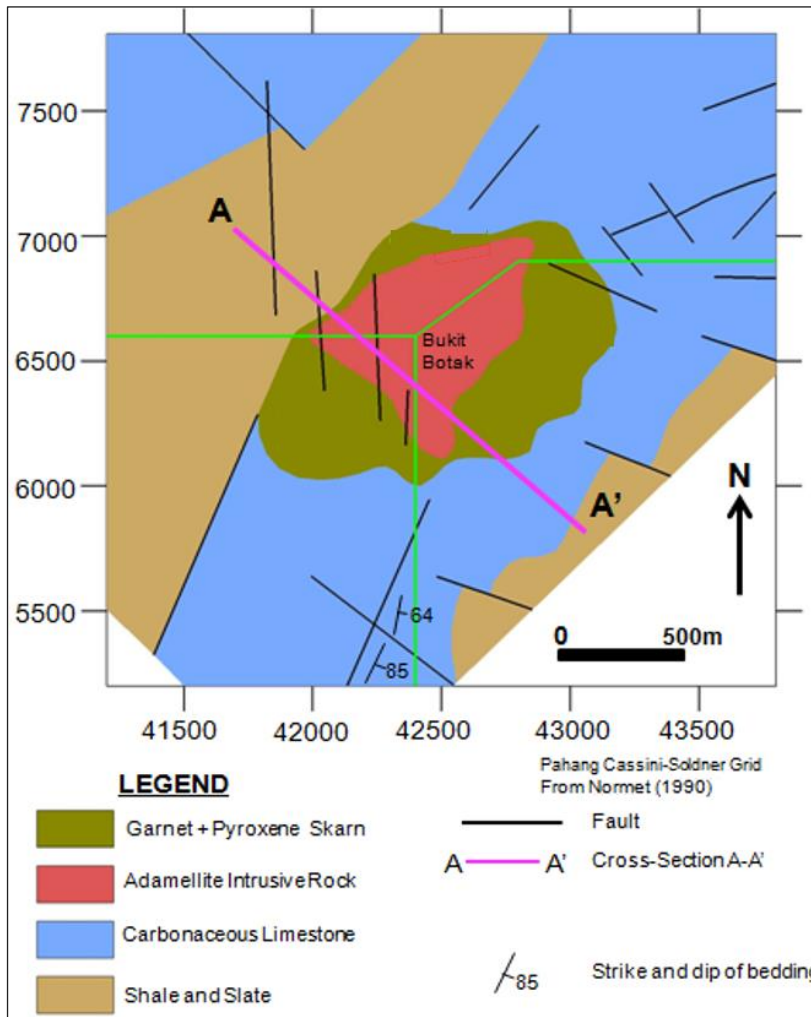 7500
A
7000
Bukit
Botak
6500
6000
A'
N
64
5500
0 500m
85
41500 42000 42500 43000 43500
Pahang Cassini-Soldner Grid
From Normet (1990)
LEGEND
Garnet + Pyroxene Skarn
Fault
Adamellite Intrusive Rock
A A' Cross-Section A-A'
Carbonaceous Limestone
85 Strike and dip of bedding
Shale and Slate